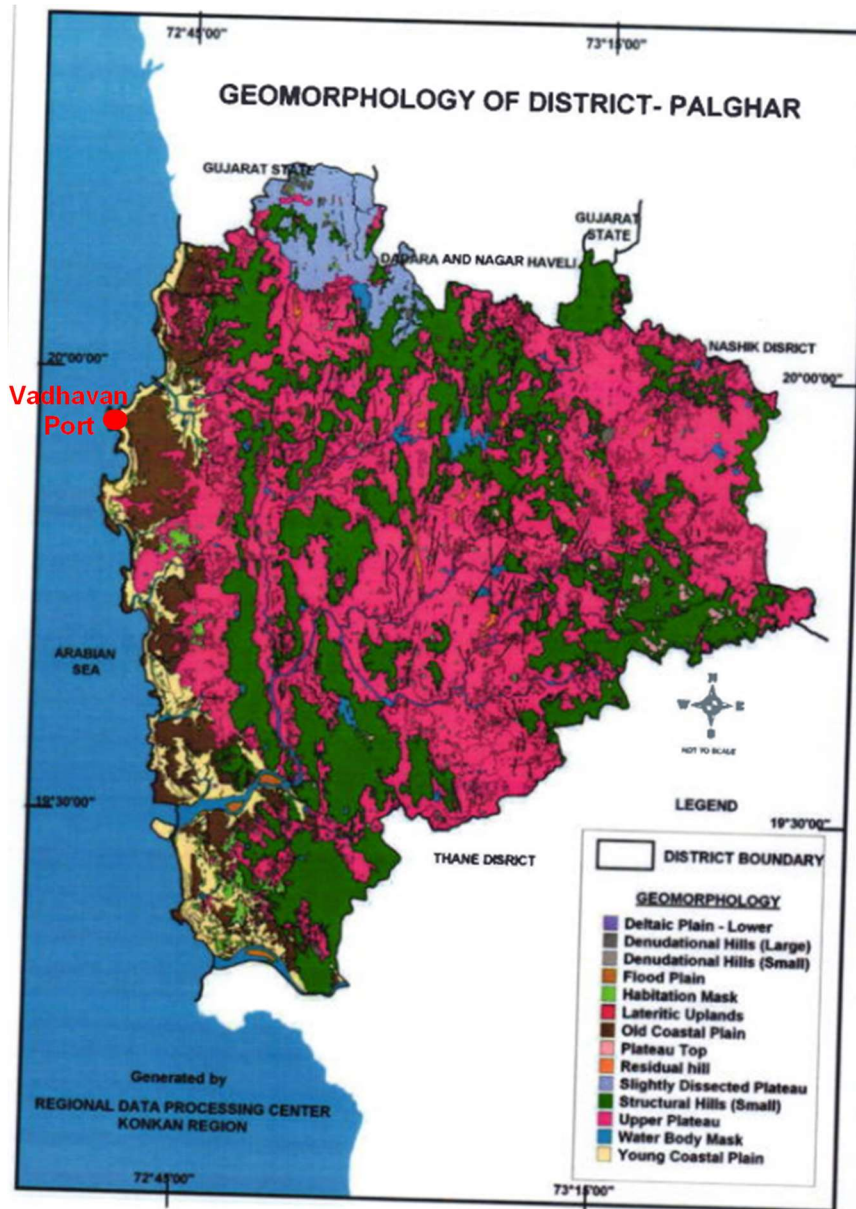 72°45'00"
73°15'00"
GEOMORPHOLOGY OF DISTRICT- PALGHAR
GUJARAT STATE
GUJARAT
STATE
DADARA AND NAGAR HAVELI
NASHIK DISRICT
20°00'00"
20°00'00"
Vadhavan
Port
ARABIAN
SEA
N
W
E
S
NOT TO SCALE
19°30'00"
LEGEND
19°30'00"
THANE DISRICT
DISTRICT BOUNDARY
GEOMORPHOLOGY
Deltaic Plain - Lower
Denudational Hills (Large)
Denudational Hills (Small)
Flood Plain
Habitation Mask
Lateritic Uplands
Old Coastal Plain
Plateau Top
Residual hill
Slightly Dissected Plateau
Structural Hills (Small)
Upper Plateau
Water Body Mask
Young Coastal Plain
Generated by
REGIONAL DATA PROCESSING CENTER
KONKAN REGION
72°45'00"
73°15'00"